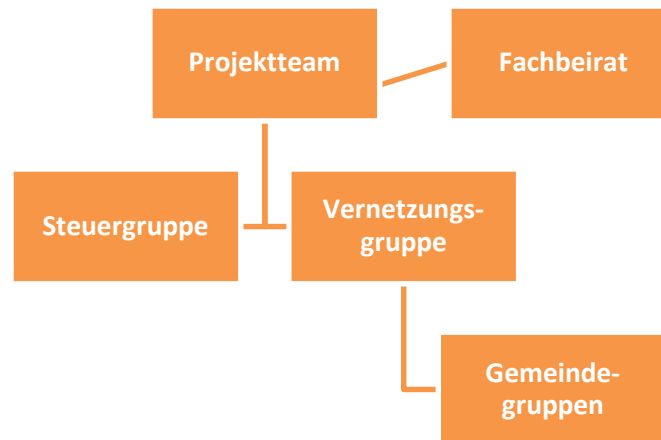 Projektteam
Fachbeirat
Steuergruppe
Vernetzungs-
gruppe
Gemeinde-
gruppen